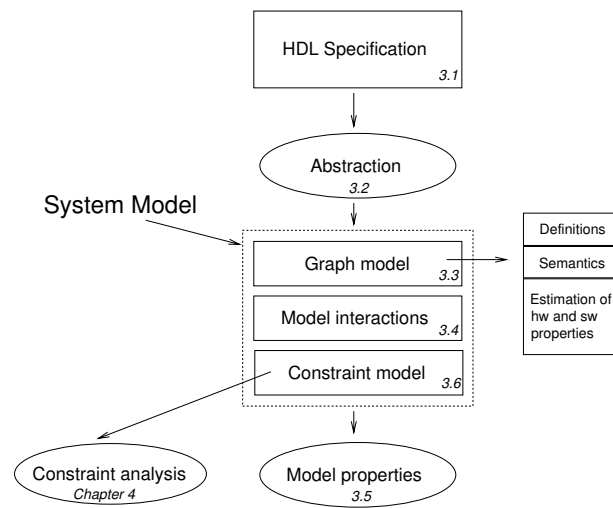 HDL Specification
3.1
Abstraction
3.2
System Model
Graph model
3.3
Definitions
Semantics
Estimation of
hw and sw
properties
Model interactions
3.4
Constraint model
3.6
Constraint analysis
Chapter 4
Model properties
3.5